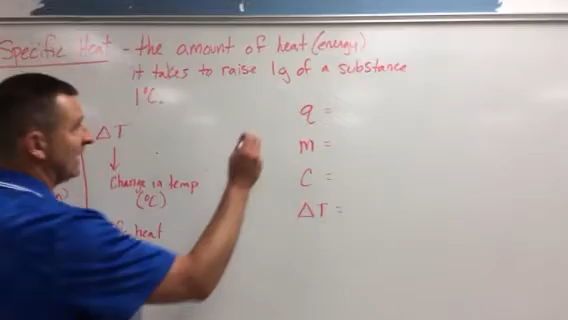 Specific Heat - the amount of heat (energy)
it takes to raise 1g of a substance
1°C.
ΔT
Change in temp
(°C)
heat
q =
m =
C =
ΔT =